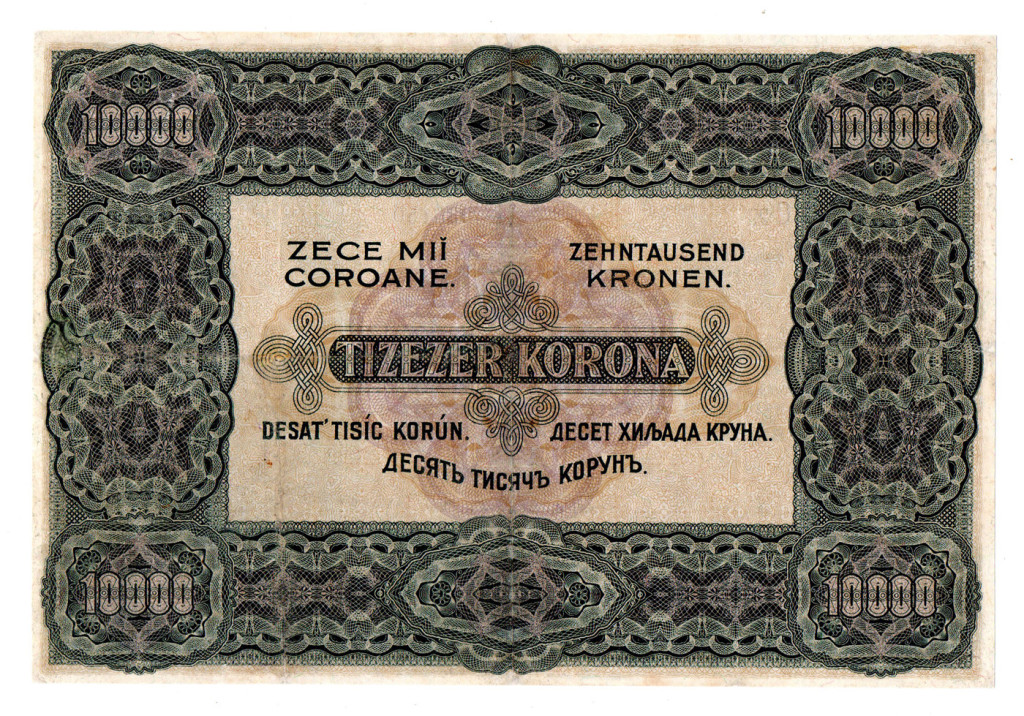 10000
10000
ZECE MIĬ
COROANE.
ZEHNTAUSEND
KRONEN.
TIZEZER KORONA
DESAT' TISÍC KORÚN.
ДЕСЕТ ХИЉАДА КРУНА.
ДЕСЯТЬ ТИСЯЧЪ КОРУНЪ.
10000
10000